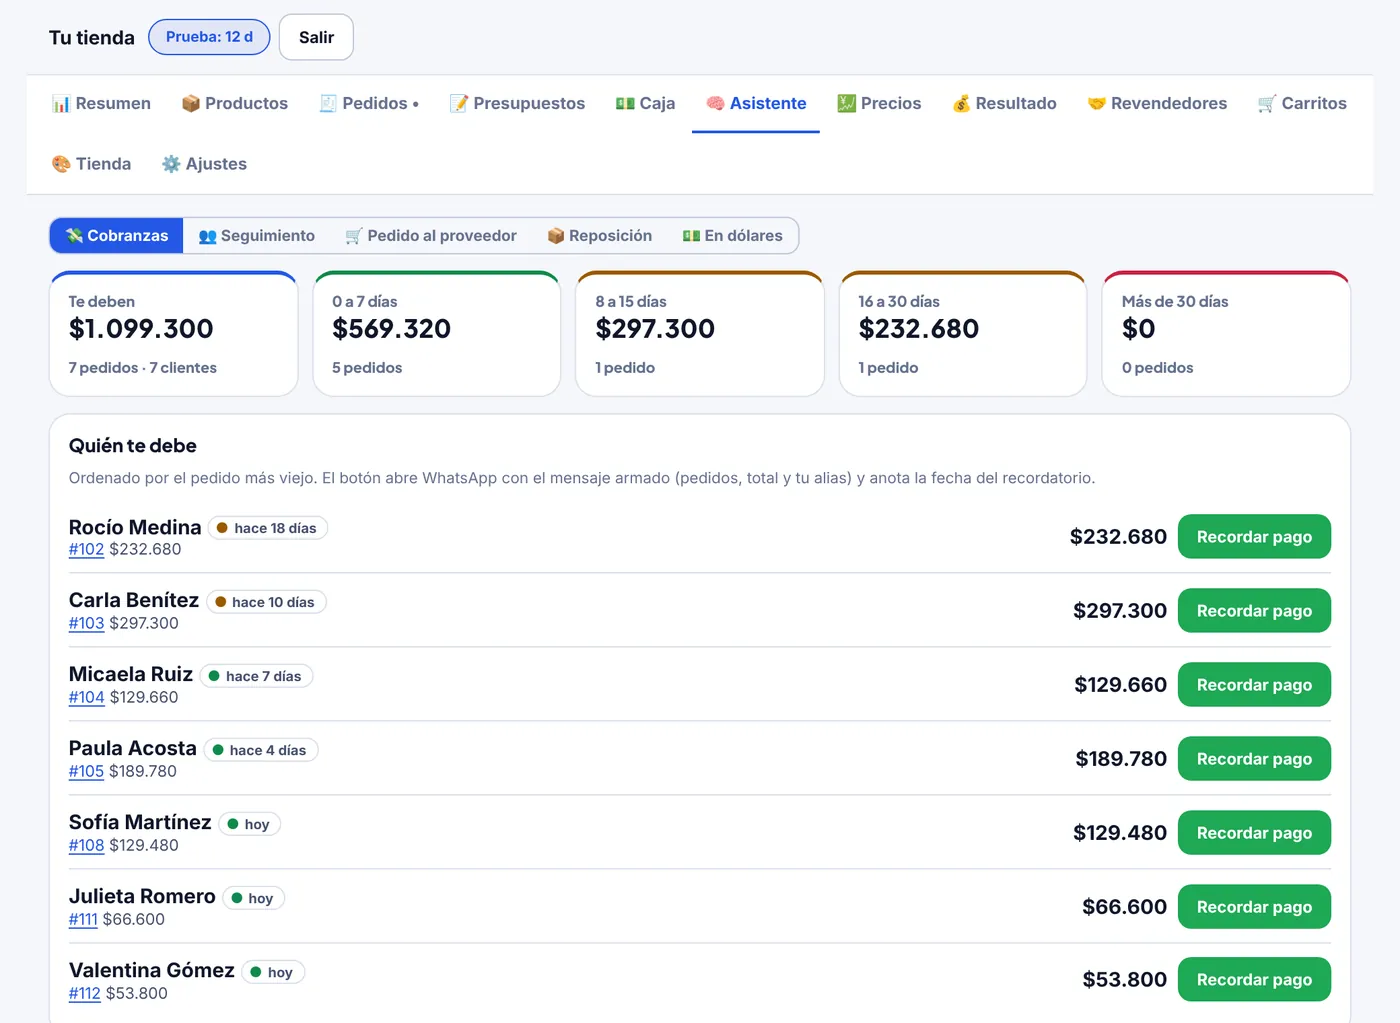 Tu tienda Prueba: 12 d Salir
📊 Resumen 📦 Productos 🧾 Pedidos • 📝 Presupuestos 💵 Caja 🧠 Asistente 💹 Precios 💰 Resultado 🤝 Revendedores 🛒 Carritos
🎨 Tienda ⚙️ Ajustes
💸 Cobranzas 👥 Seguimiento 🛒 Pedido al proveedor 📦 Reposición 💵 En dólares
Te deben
$1.099.300
7 pedidos · 7 clientes
0 a 7 días
$569.320
5 pedidos
8 a 15 días
$297.300
1 pedido
16 a 30 días
$232.680
1 pedido
Más de 30 días
$0
0 pedidos
Quién te debe
Ordenado por el pedido más viejo. El botón abre WhatsApp con el mensaje armado (pedidos, total y tu alias) y anota la fecha del recordatorio.
Rocío Medina hace 18 días
#102 $232.680
$232.680 Recordar pago
Carla Benítez hace 10 días
#103 $297.300
$297.300 Recordar pago
Micaela Ruiz hace 7 días
#104 $129.660
$129.660 Recordar pago
Paula Acosta hace 4 días
#105 $189.780
$189.780 Recordar pago
Sofía Martínez hoy
#108 $129.480
$129.480 Recordar pago
Julieta Romero hoy
#111 $66.600
$66.600 Recordar pago
Valentina Gómez hoy
#112 $53.800
$53.800 Recordar pago